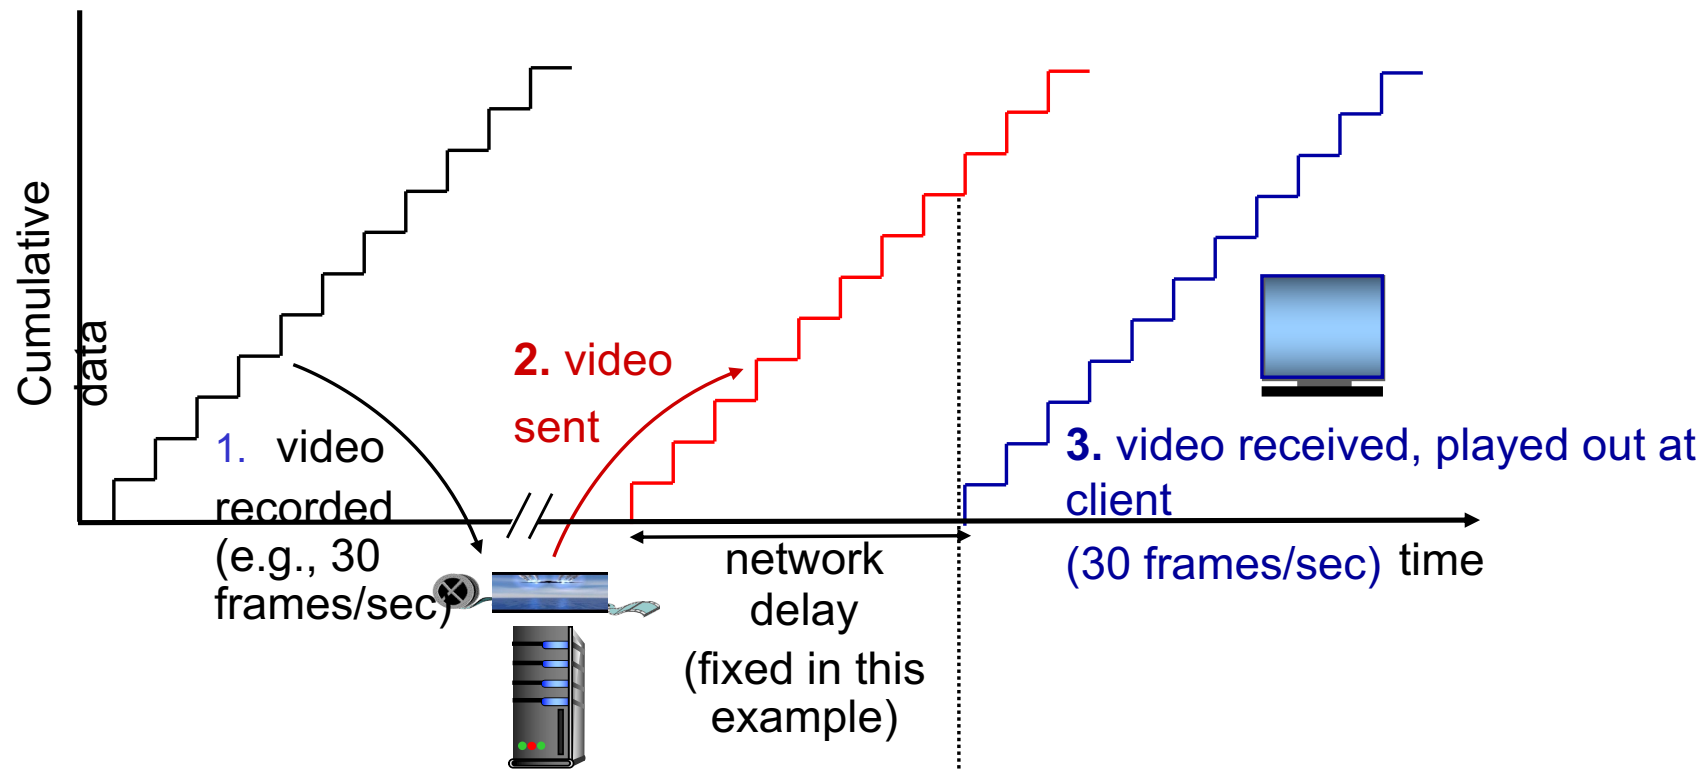 Cumulative
data
1. video
recorded
(e.g., 30
frames/sec)
2. video
sent
network
delay
(fixed in this
example)
3. video received, played out at
client
(30 frames/sec)
time